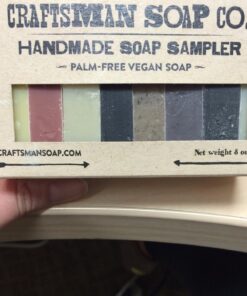 CRAFTSMAN SOAP CO.
HANDMADE SOAP SAMPLER
PALM-FREE VEGAN SOAP
CRAFTSMANSOAP.COM
Net weight 8 o